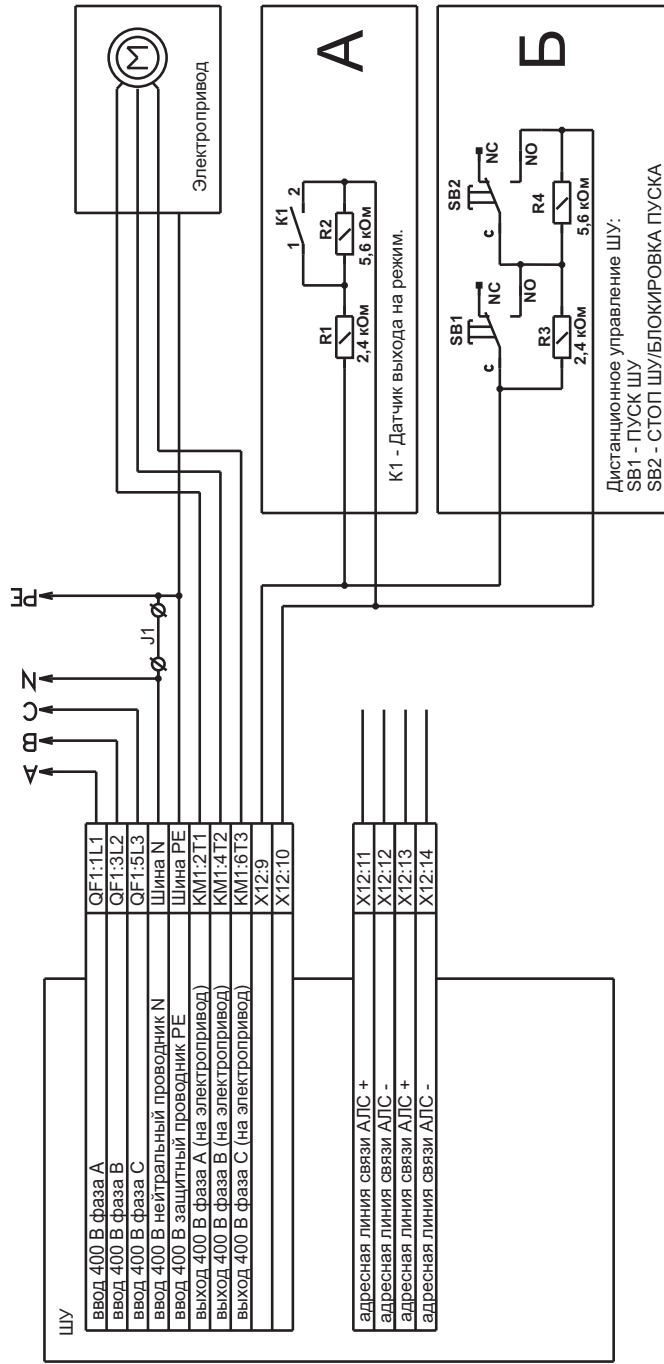 ШУ
ввод 400 В фаза А
QF1:1L1
ввод 400 В фаза В
QF1:3L2
ввод 400 В фаза С
QF1:5L3
ввод 400 В нейтральный проводник N
Шина N
ввод 400 В защитный проводник PE
Шина PE
выход 400 В фаза А (на электропривод)
KM1:2T1
выход 400 В фаза В (на электропривод)
KM1:4T2
выход 400 В фаза С (на электропривод)
KM1:6T3
X12:9
X12:10
адресная линия связи АЛС +
X12:11
адресная линия связи АЛС -
X12:12
адресная линия связи АЛС +
X12:13
адресная линия связи АЛС -
X12:14
A
B
C
N
PE
J1
M
Электропривод
А
К1
1
2
R1
2,4 кОм
R2
5,6 кОм
К1 - Датчик выхода на режим.
Б
SB1
c
NC
NO
SB2
c
NC
NO
R3
2,4 кОм
R4
5,6 кОм
Дистанционное управление ШУ:
SB1 - ПУСК ШУ
SB2 - СТОП ШУ/БЛОКИРОВКА ПУСКА